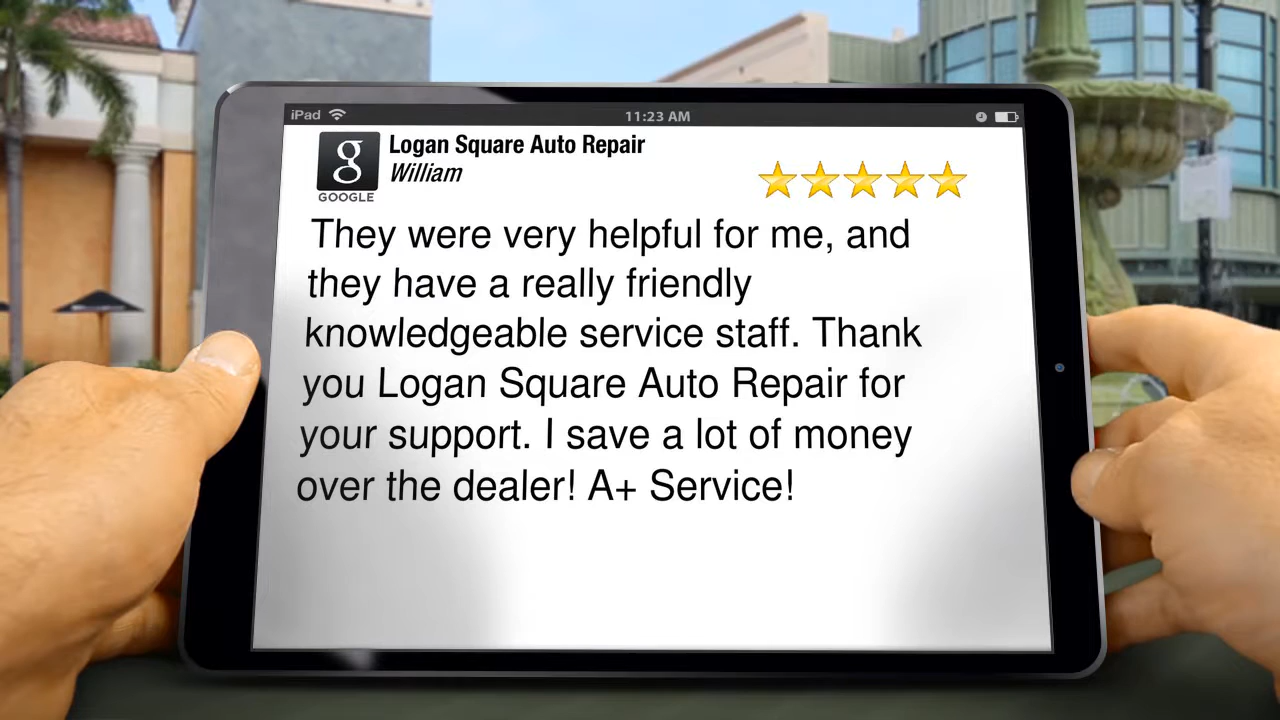 iPad 11:23 AM
g
GOOGLE
Logan Square Auto Repair
William
They were very helpful for me, and
they have a really friendly
knowledgeable service staff. Thank
you Logan Square Auto Repair for
your support. I save a lot of money
over the dealer! A+ Service!